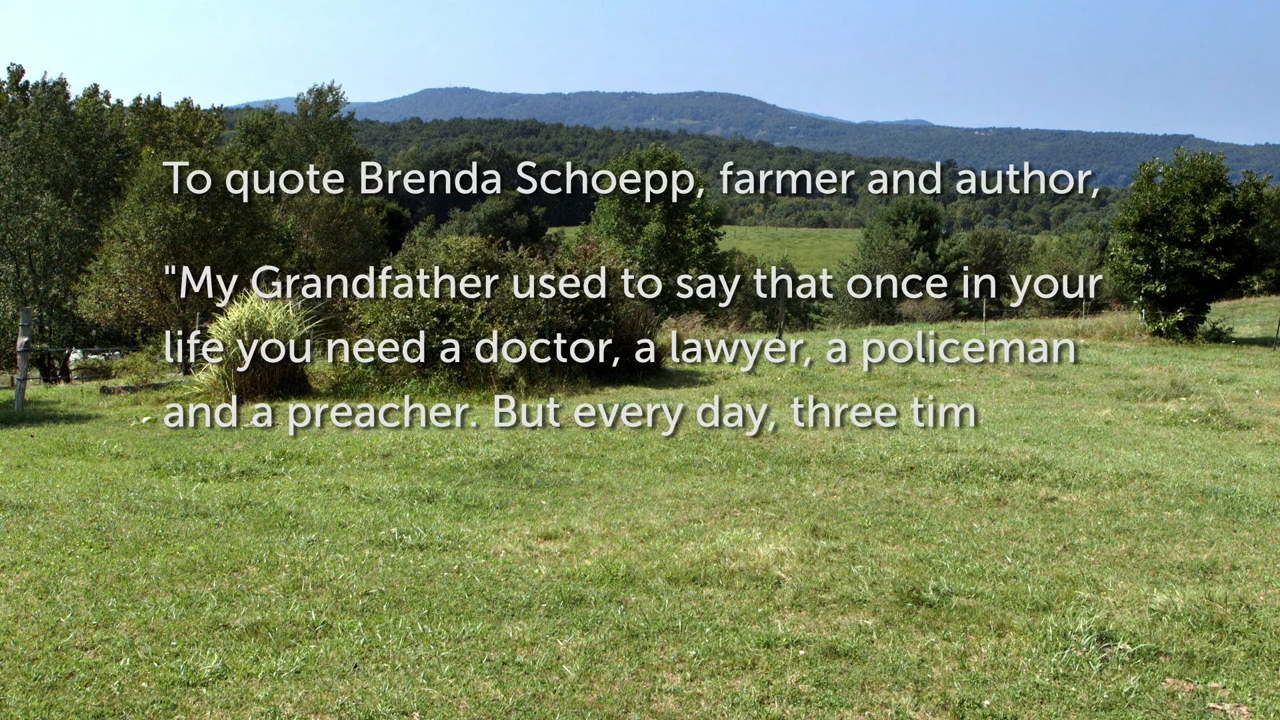 To quote Brenda Schoepp, farmer and author,
"My Grandfather used to say that once in your
life you need a doctor, a lawyer, a policeman
and a preacher. But every day, three tim